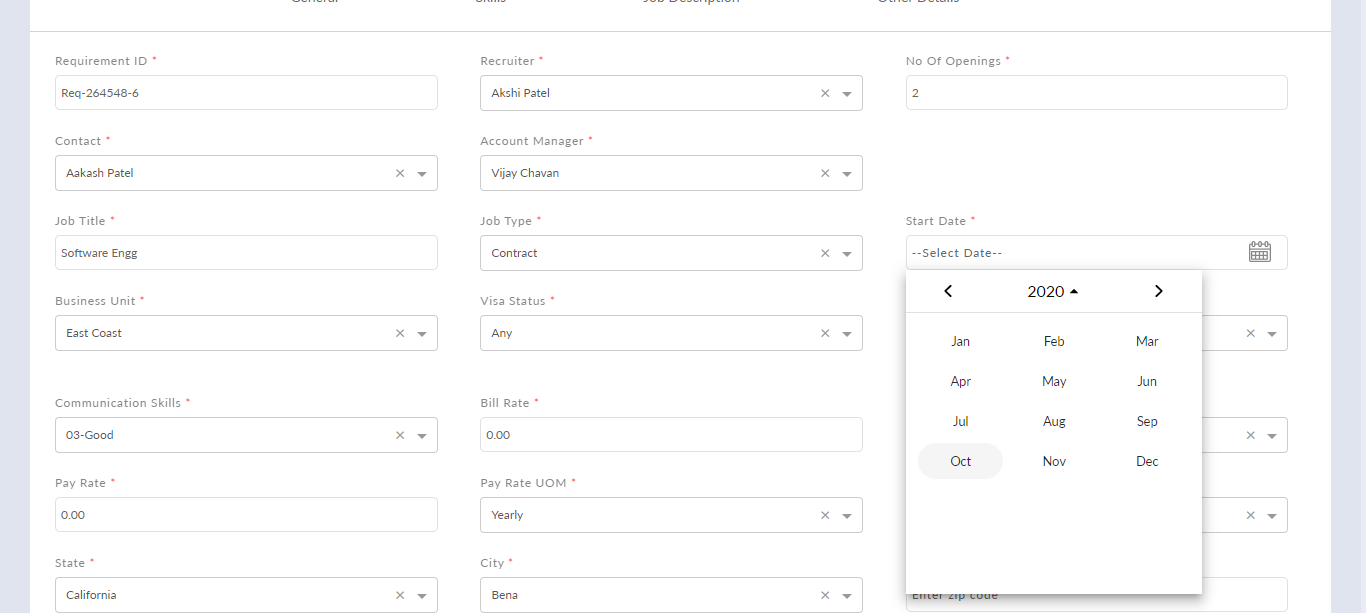 General Skills Job Description Other Details
Requirement ID * Recruiter * No Of Openings *
Req-264548-6 Akshi Patel 2
Contact * Account Manager *
Aakash Patel Vijay Chavan
Job Title * Job Type * Start Date *
Software Engg Contract --Select Date--
2020
Business Unit * Visa Status *
East Coast Any
Jan Feb Mar
Apr May Jun
Jul Aug Sep
Oct Nov Dec
Communication Skills * Bill Rate *
03-Good 0.00
Pay Rate * Pay Rate UOM *
0.00 Yearly
State * City *
California Bena Enter zip code